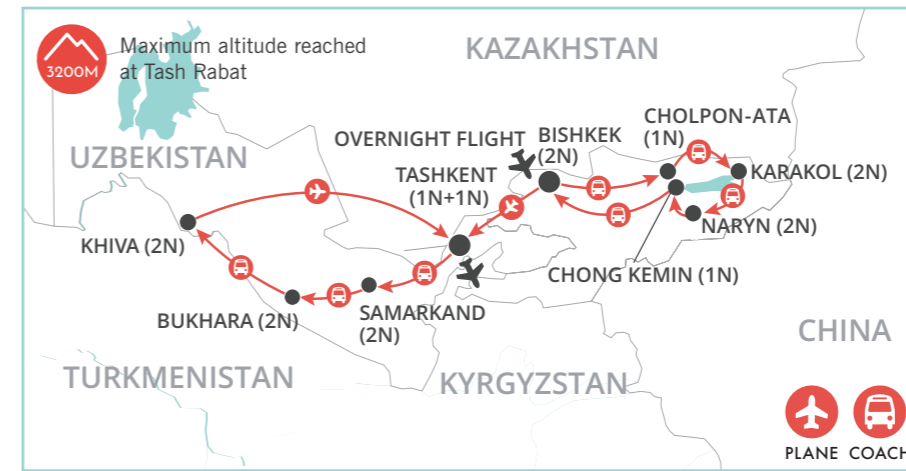 3200M
Maximum altitude reached
at Tash Rabat
KAZAKHSTAN
UZBEKISTAN
OVERNIGHT FLIGHT
BISHKEK
(2N)
CHOLPON-ATA
(1N)
TASHKENT
(1N+1N)
KARAKOL (2N)
NARYN (2N)
KHIVA (2N)
CHONG KEMIN (1N)
BUKHARA (2N)
SAMARKAND
(2N)
CHINA
TURKMENISTAN
KYRGYZSTAN
PLANE
COACH